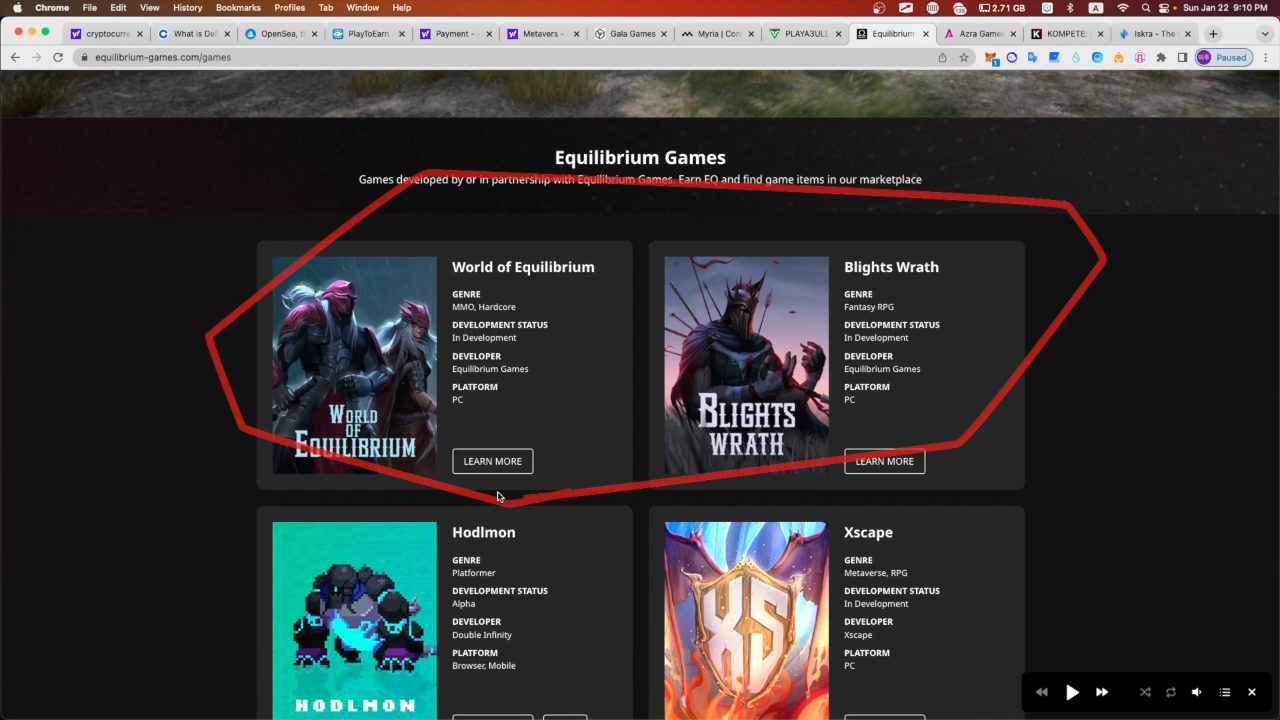 Chrome File Edit View History Bookmarks Profiles Tab Window Help 2.71 GB A Sun Jan 22 9:10 PM
cryptocurre What is DeF OpenSea, t PlayToEarn Payment - Metavers - Gala Games Myria | Con PLAYA3ULL Equilibrium Azra Game KOMPETE: Iskra - The
equilibrium-games.com/games Paused
Equilibrium Games
Games developed by or in partnership with Equilibrium Games. Earn EQ and find game items in our marketplace
World of Equilibrium
GENRE
MMO, Hardcore
DEVELOPMENT STATUS
In Development
DEVELOPER
Equilibrium Games
PLATFORM
PC
LEARN MORE
WORLD
OF
EQUILIBRIUM
Blights Wrath
GENRE
Fantasy RPG
DEVELOPMENT STATUS
In Development
DEVELOPER
Equilibrium Games
PLATFORM
PC
LEARN MORE
BLIGHTS
WRATH
Hodlmon
GENRE
Platformer
DEVELOPMENT STATUS
Alpha
DEVELOPER
Double Infinity
PLATFORM
Browser, Mobile
HODLMON
Xscape
GENRE
Metaverse, RPG
DEVELOPMENT STATUS
In Development
DEVELOPER
Xscape
PLATFORM
PC
XS